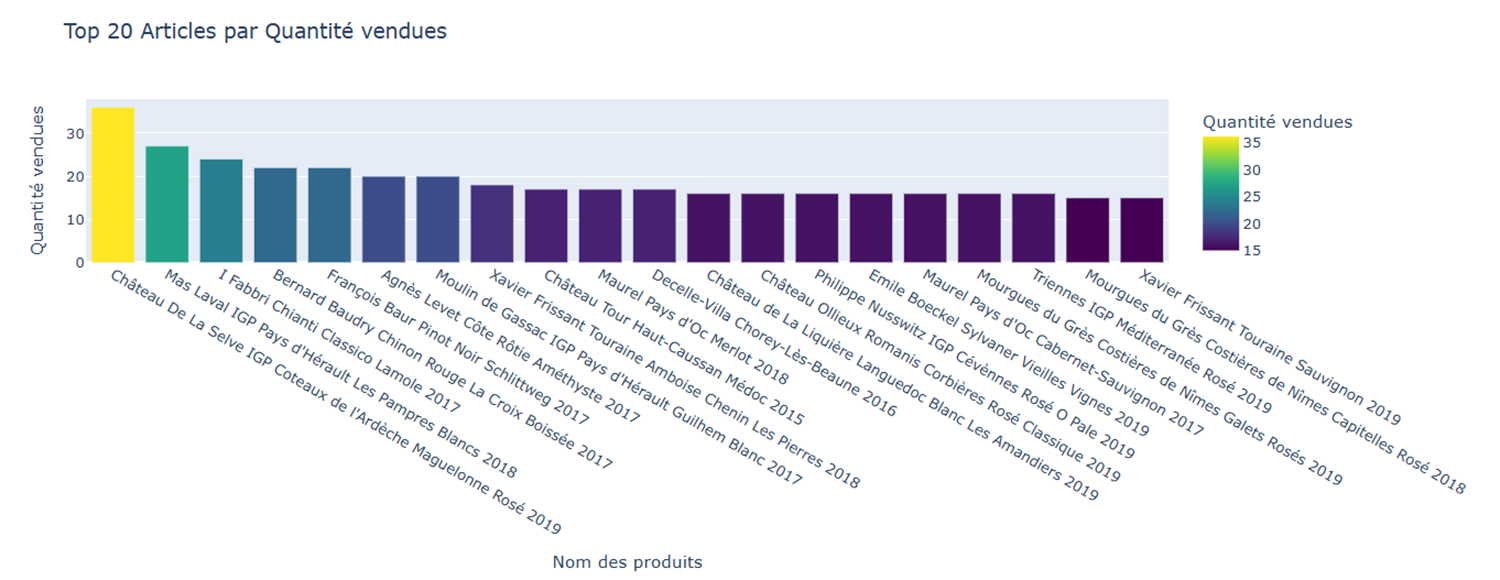 Top 20 Articles par Quantité vendues
Quantité vendues
30
20
10
0
Château De La Selve IGP Coteaux de l'Ardèche Maguelonne Rosé 2019
Mas Laval IGP Pays d'Hérault Les Pampres Blancs 2018
I Fabbri Chianti Classico Lamole 2017
Bernard Baudry Chinon Rouge La Croix Boissée 2017
François Baur Pinot Noir Schlittweg 2017
Agnès Levet Côte Rôtie Améthyste 2017
Moulin de Gassac IGP Pays d'Hérault Guilhem Blanc 2017
Xavier Frissant Touraine Amboise Chenin Les Pierres 2018
Château Tour Haut-Caussan Médoc 2015
Maurel Pays d'Oc Merlot 2018
Decelle-Villa Chorey-Lès-Beaune 2016
Château de La Liquière Languedoc Blanc Les Amandiers 2019
Château Ollieux Romanis Corbières Rosé Classique 2019
Philippe Nusswitz IGP Cévènnes Rosé O Pale 2019
Emile Boeckel Sylvaner Vieilles Vignes 2019
Maurel Pays d'Oc Cabernet-Sauvignon 2017
Mourgues du Grès Costières de Nîmes Galets Rosés 2019
Triennes IGP Méditerranée Rosé 2019
Mourgues du Grès Costières de Nîmes Capitelles Rosé 2018
Xavier Frissant Touraine Sauvignon 2019
Nom des produits
Quantité vendues
35
30
25
20
15